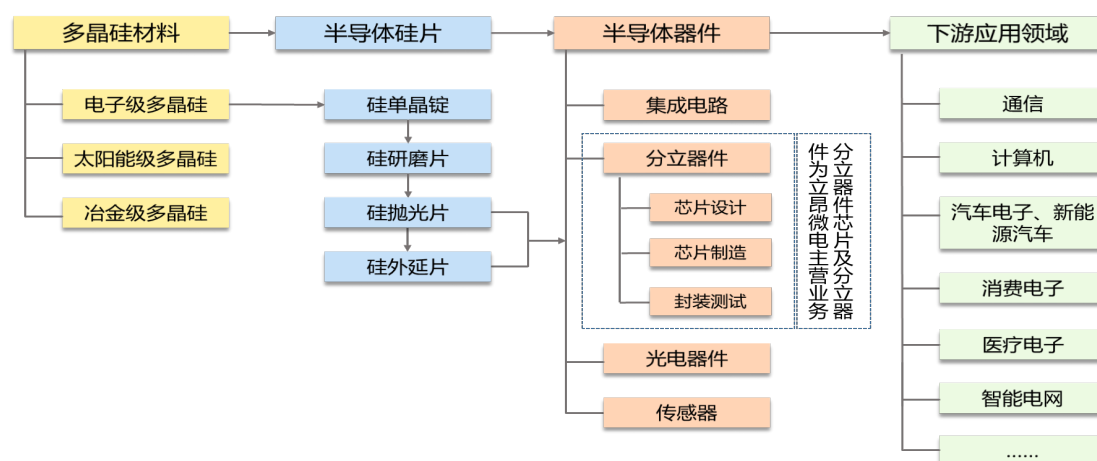 多晶硅材料
半导体硅片
半导体器件
下游应用领域
电子级多晶硅
太阳能级多晶硅
冶金级多晶硅
硅单晶锭
硅研磨片
硅抛光片
硅外延片
集成电路
分立器件
芯片设计
芯片制造
封装测试
分立器件芯片及分立器
件为立昂微电主营业务
光电器件
传感器
通信
计算机
汽车电子、新能
源汽车
消费电子
医疗电子
智能电网
......